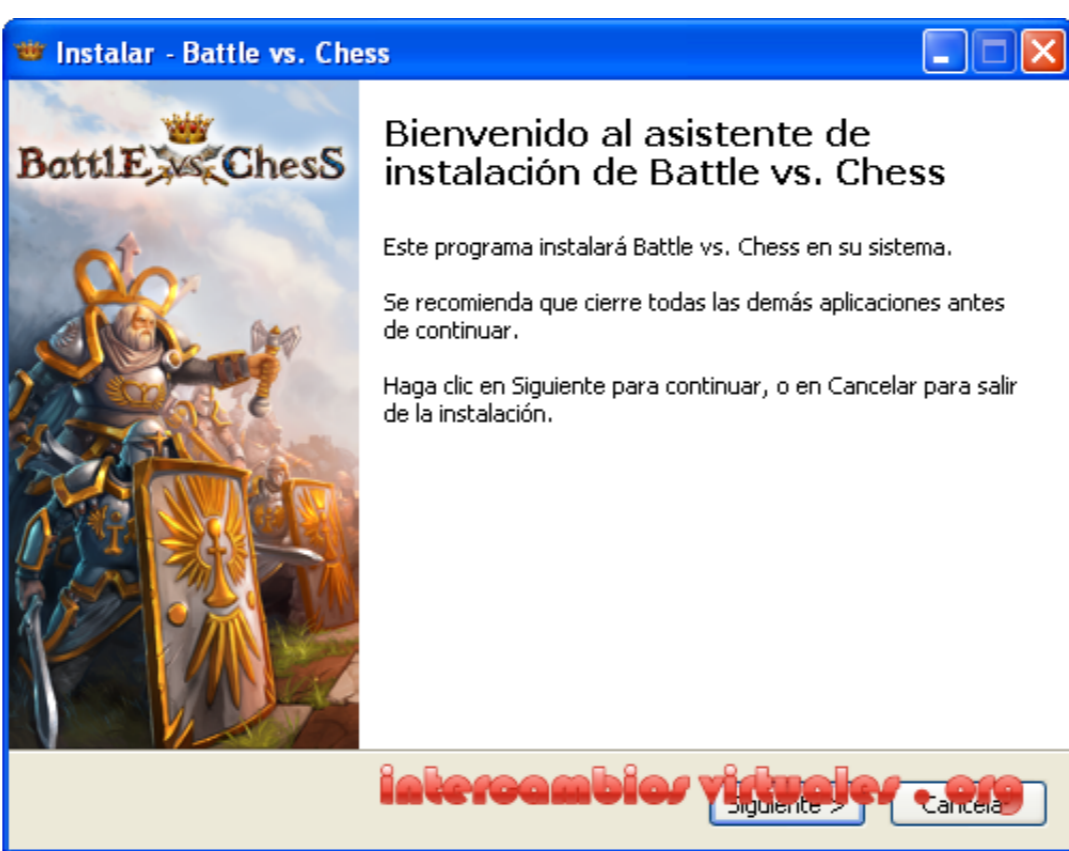 Instalar - Battle vs. Chess
BattlE vs ChesS
Bienvenido al asistente de
instalación de Battle vs. Chess
Este programa instalará Battle vs. Chess en su sistema.
Se recomienda que cierre todas las demás aplicaciones antes
de continuar.
Haga clic en Siguiente para continuar, o en Cancelar para salir
de la instalación.
intercambios virtuales . org
Siguiente >
Cancelar